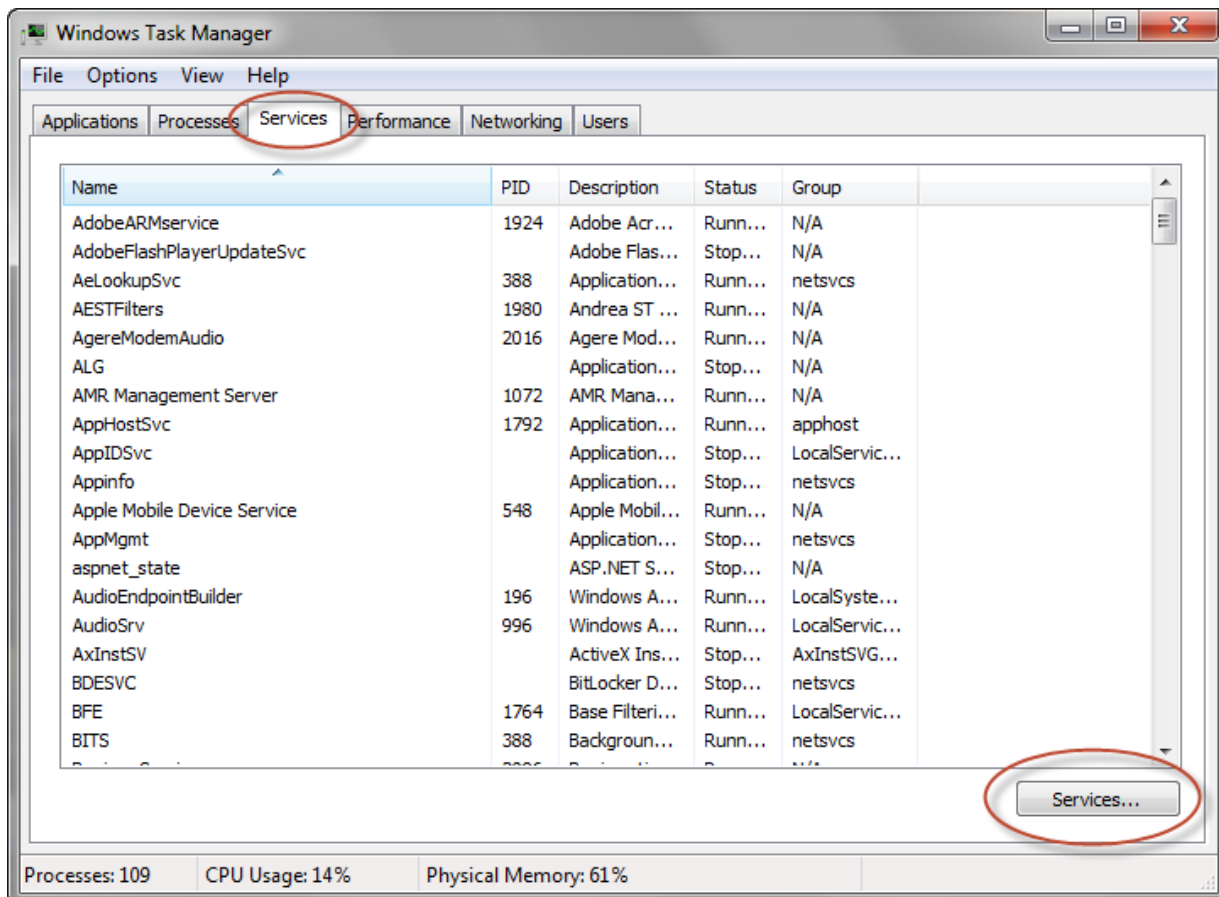 Windows Task Manager
File Options View Help
Applications Processes Services Performance Networking Users
Name PID Description Status Group
AdobeARMservice 1924 Adobe Acr... Runn... N/A
AdobeFlashPlayerUpdateSvc Adobe Flas... Stop... N/A
AeLookupSvc 388 Application... Runn... netsvcs
AESTFilters 1980 Andrea ST ... Runn... N/A
AgereModemAudio 2016 Agere Mod... Runn... N/A
ALG Application... Stop... N/A
AMR Management Server 1072 AMR Mana... Runn... N/A
AppHostSvc 1792 Application... Runn... apphost
AppIDSvc Application... Stop... LocalServic...
Appinfo Application... Stop... netsvcs
Apple Mobile Device Service 548 Apple Mobil... Runn... N/A
AppMgmt Application... Stop... netsvcs
aspnet_state ASP.NET S... Stop... N/A
AudioEndpointBuilder 196 Windows A... Runn... LocalSyste...
AudioSrv 996 Windows A... Runn... LocalServic...
AxInstSV ActiveX Ins... Stop... AxInstSVG...
BDESVC BitLocker D... Stop... netsvcs
BFE 1764 Base Filteri... Runn... LocalServic...
BITS 388 Backgroun... Runn... netsvcs
Services...
Processes: 109 CPU Usage: 14% Physical Memory: 61%